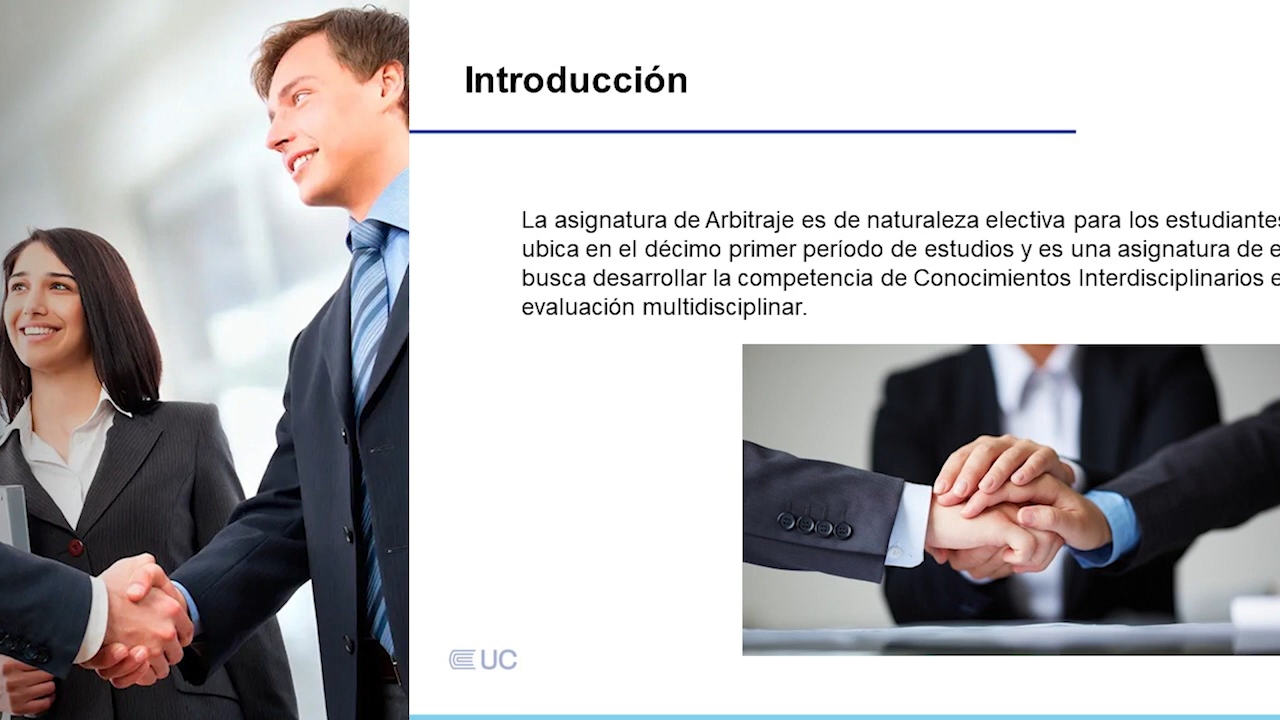 Introducción
La asignatura de Arbitraje es de naturaleza electiva para los estudiantes
ubica en el décimo primer período de estudios y es una asignatura de
busca desarrollar la competencia de Conocimientos Interdisciplinarios
evaluación multidisciplinar.
UC